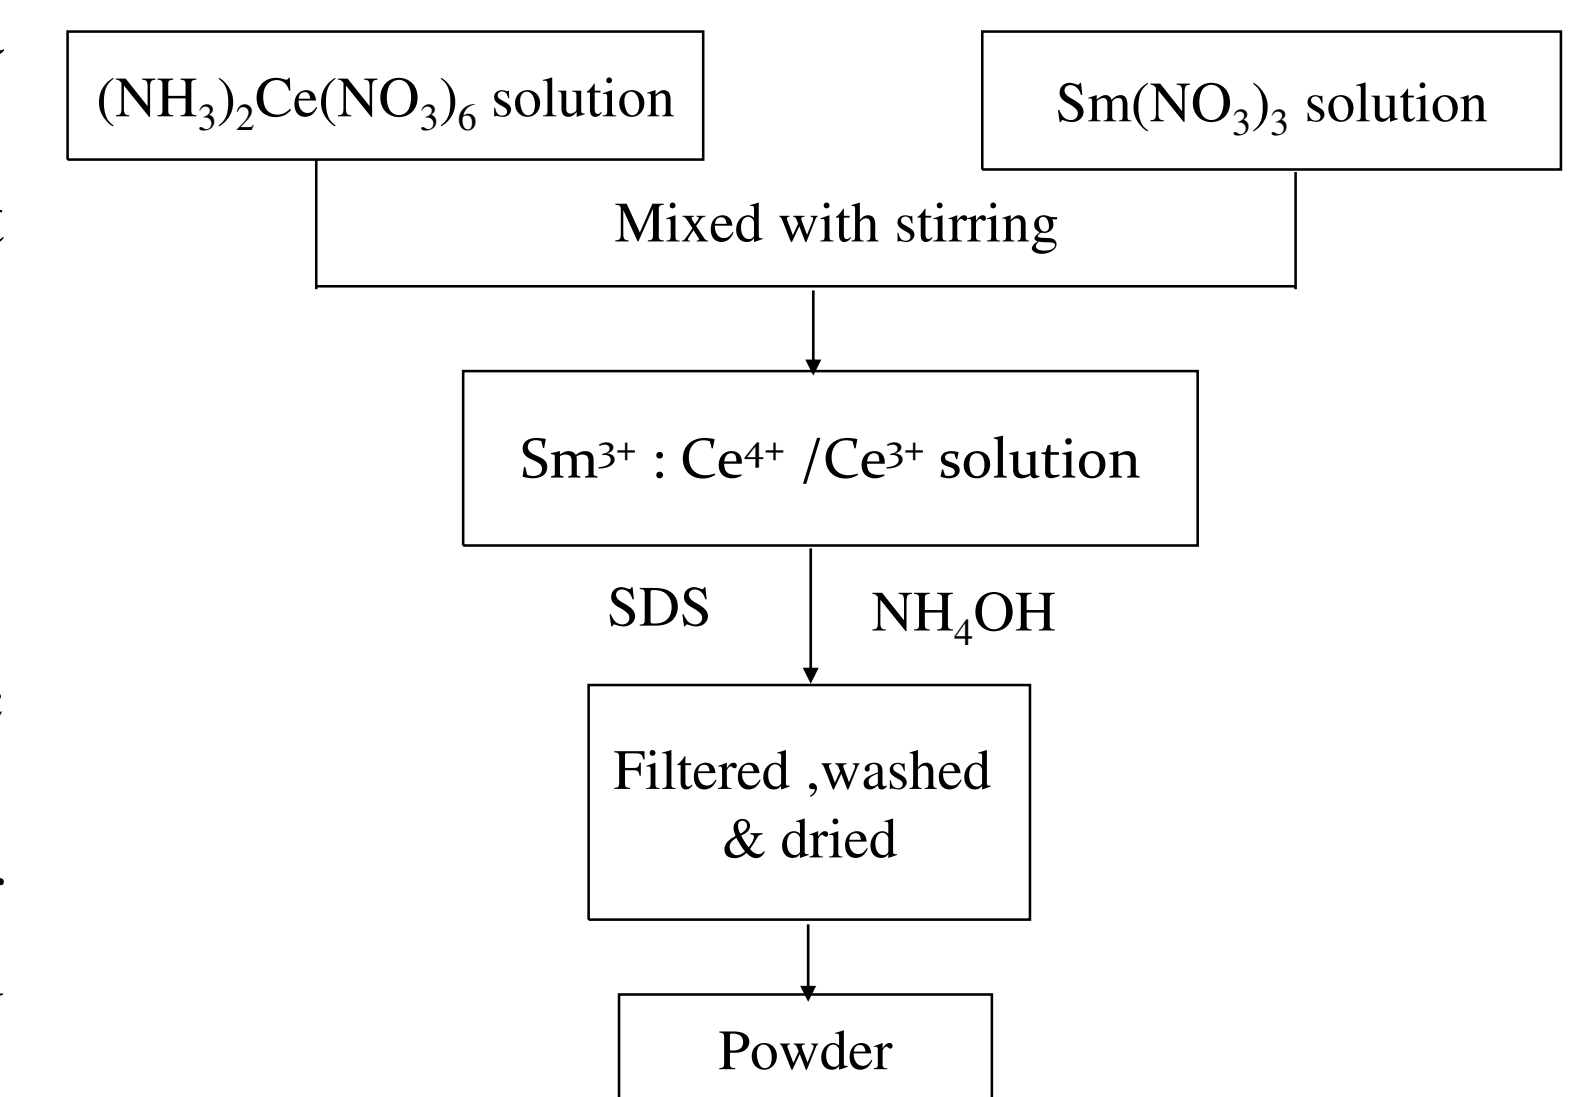 (NH₃)₂Ce(NO₃)₆ solution
Sm(NO₃)₃ solution
Mixed with stirring
Sm³⁺ : Ce⁴⁺ /Ce³⁺ solution
SDS
NH₄OH
Filtered ,washed
& dried
Powder